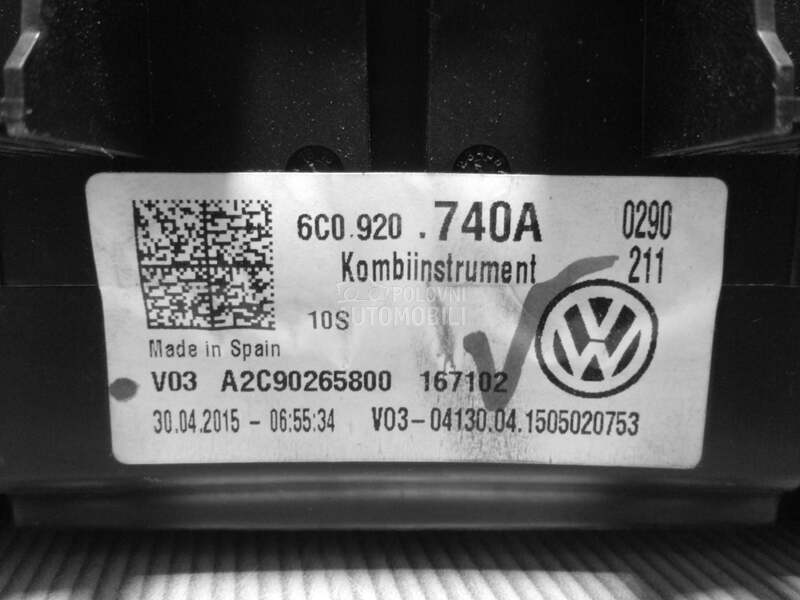 6C0.920 .740A 0290
Kombiinstrument 211
POLOVNI
AUTOMOBILI
10S
Made in Spain
V03 A2C90265800 167102
30.04.2015 - 06:55:34 V03-04130.04.1505020753